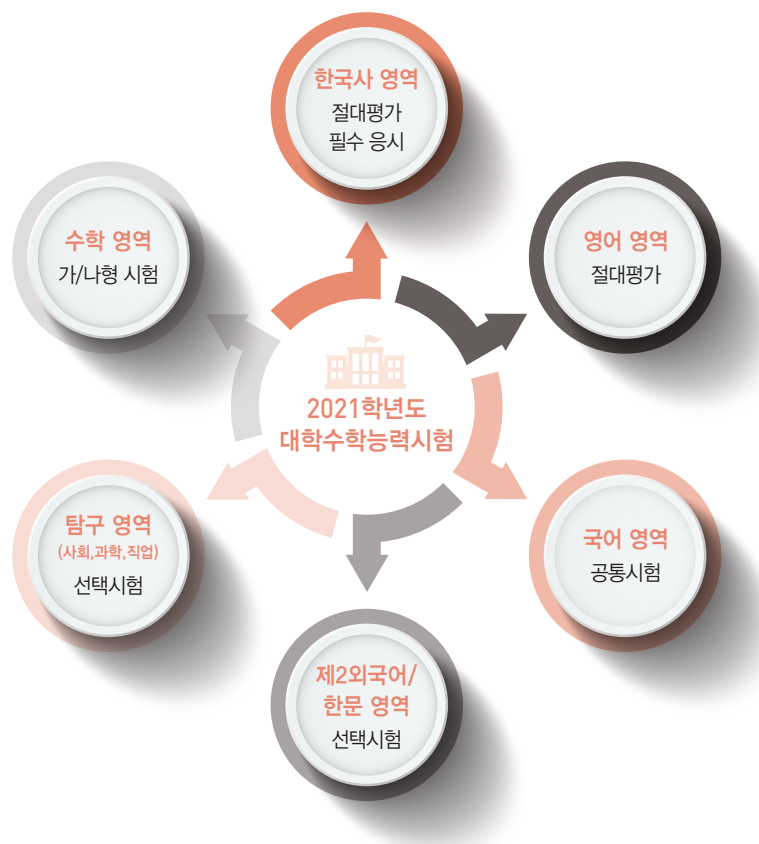 한국사 영역
절대평가
필수 응시
수학 영역
가/나형 시험
영어 영역
절대평가
2021학년도
대학수학능력시험
탐구 영역
(사회,과학,직업)
선택시험
국어 영역
공통시험
제2외국어/
한문 영역
선택시험